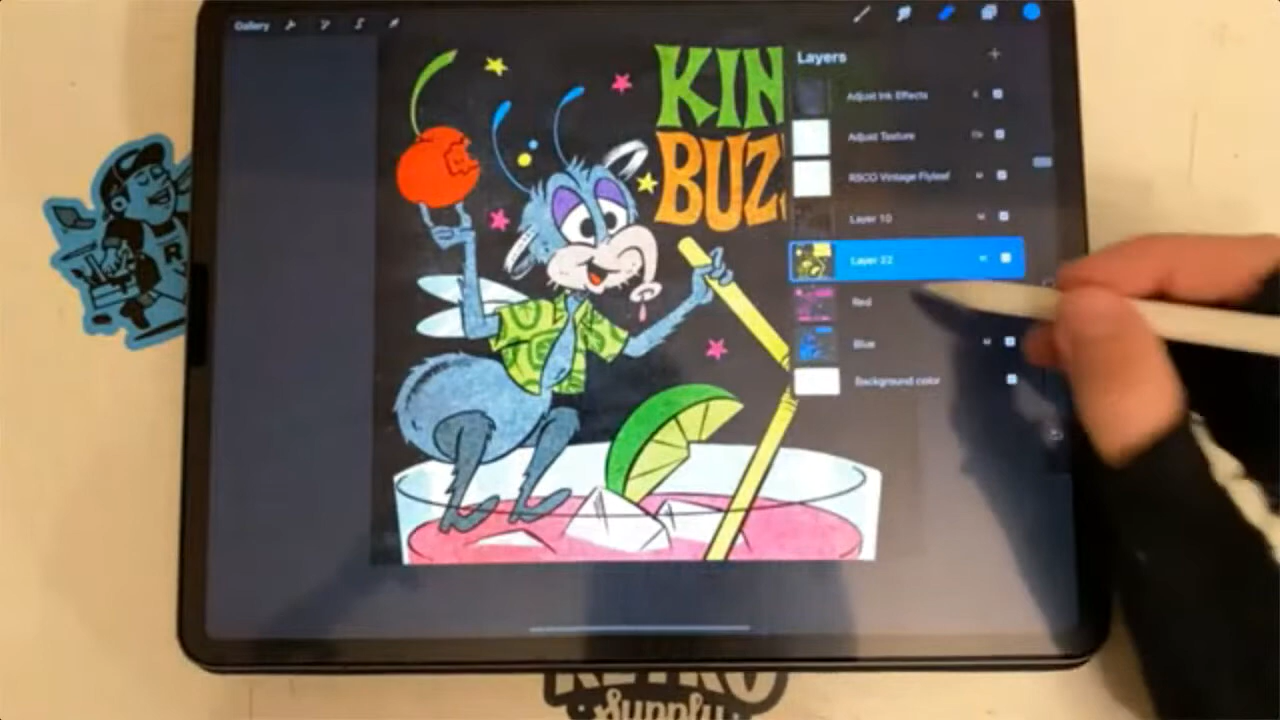 Gallery
Layers
KIN
BUZ
Adjust Ink Effects
Adjust Texture
RSCO Vintage Flyleaf
M
Layer 10
M
Layer 22
Red
Blue
M
Background color
R
RETRO
Supply